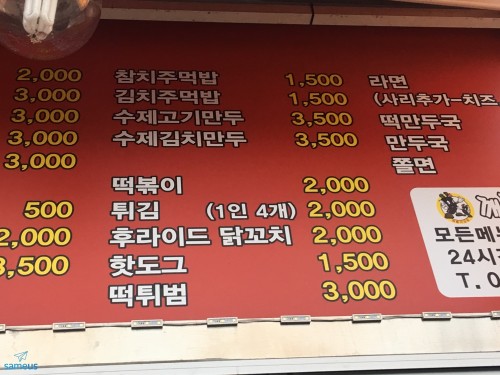 2,000 참치주먹밥 1,500 라면
3,000 김치주먹밥 1,500 (사리추가-치즈
3,000 수제고기만두 3,500 떡만두국
3,000 수제김치만두 3,500 만두국
3,000 쫄면
떡볶이 2,000
500 튀김 (1인 4개) 2,000
2,000 후라이드 닭꼬치 2,000
3,500 핫도그 1,500
떡튀범 3,000
모든메
24시
T. 0
sameus